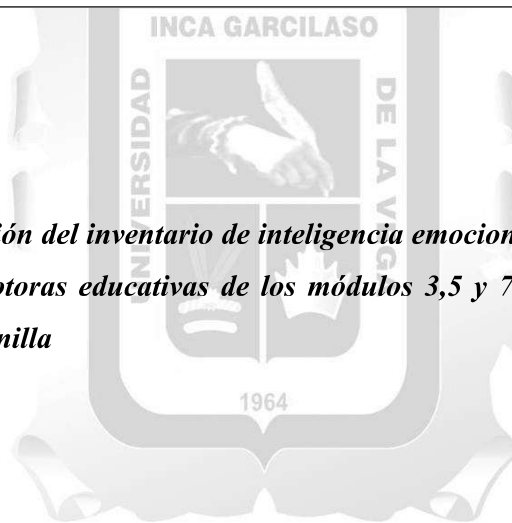 INCA GARCILASO
UNIVERSIDAD
DE LA VEGA
ión del inventario de inteligencia emocion
otoras educativas de los módulos 3,5 y 7
nilla
1964